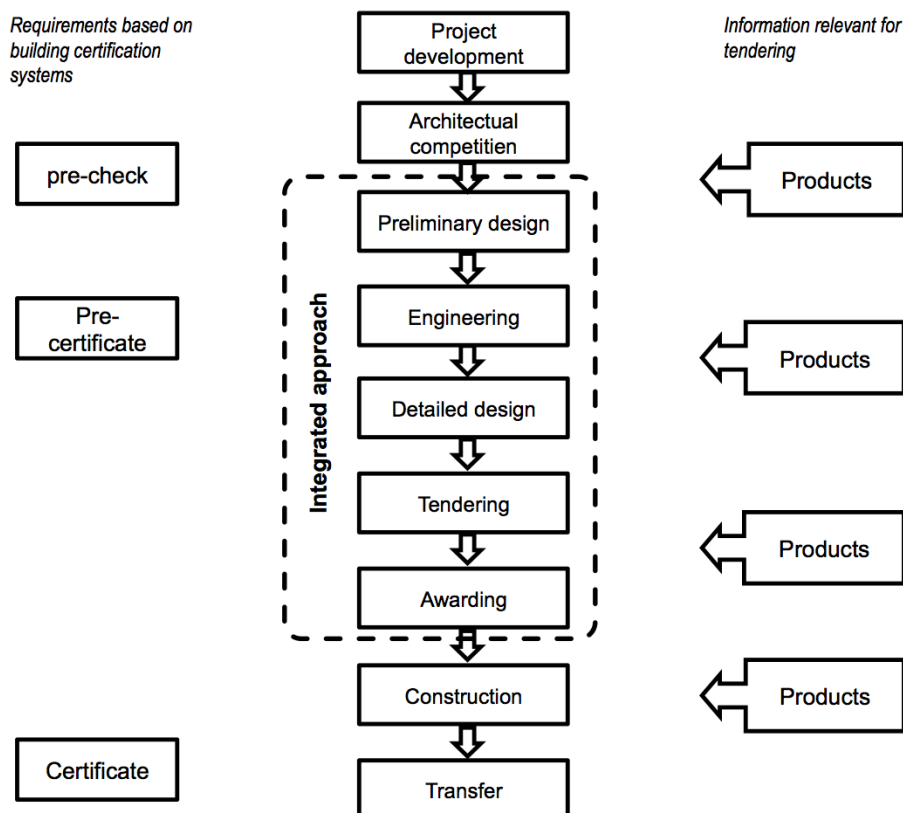 Requirements based on
building certification
systems
Project
development
Information relevant for
tendering
Architectual
competitien
pre-check
Products
Preliminary design
Pre-
certificate
Engineering
Products
Integrated approach
Detailed design
Tendering
Products
Awarding
Construction
Products
Certificate
Transfer